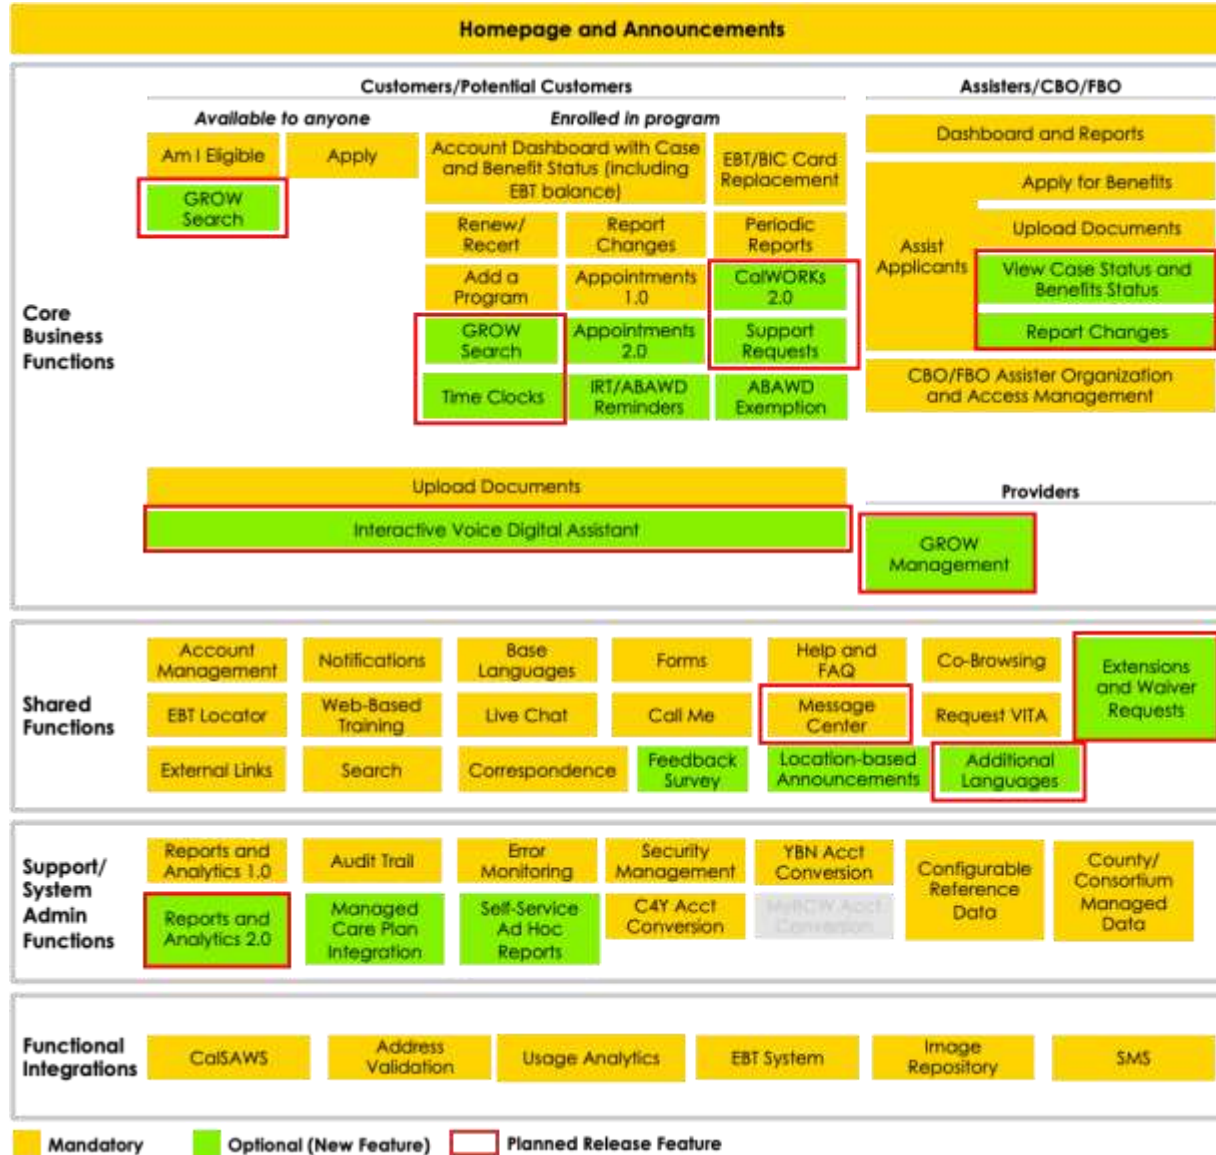 Homepage and Announcements
Customers/Potential Customers
Assisters/CBO/FBO
Available to anyone
Enrolled in program
Am I Eligible
Apply
Account Dashboard with Case
and Benefit Status (including
EBT balance)
EBT/BIC Card
Replacement
Dashboard and Reports
GROW
Search
Renew/
Recert
Report
Changes
Periodic
Reports
Assist
Applicants
Apply for Benefits
Upload Documents
View Case Status and
Benefits Status
Report Changes
Core
Business
Functions
Add a
Program
Appointments
1.0
CalWORKs
2.0
GROW
Search
Appointments
2.0
Support
Requests
Time Clocks
IRT/ABAWD
Reminders
ABAWD
Exemption
CBO/FBO Assister Organization
and Access Management
Upload Documents
Interactive Voice Digital Assistant
Providers
GROW
Management
Shared
Functions
Account
Management
Notifications
Base
Languages
Forms
Help and
FAQ
Co-Browsing
Extensions
and Waiver
Requests
EBT Locator
Web-Based
Training
Live Chat
Call Me
Message
Center
Request VITA
External Links
Search
Correspondence
Feedback
Survey
Location-based
Announcements
Additional
Languages
Support/
System
Admin
Functions
Reports and
Analytics 1.0
Audit Trail
Error
Monitoring
Security
Management
YBN Acct
Conversion
Configurable
Reference
Data
County/
Consortium
Managed
Data
Reports and
Analytics 2.0
Managed
Care Plan
Integration
Self-Service
Ad Hoc
Reports
C4Y Acct
Conversion
MyBCW Acct
Conversion
Functional
Integrations
CalSAWS
Address
Validation
Usage Analytics
EBT System
Image
Repository
SMS
Mandatory
Optional (New Feature)
Planned Release Feature